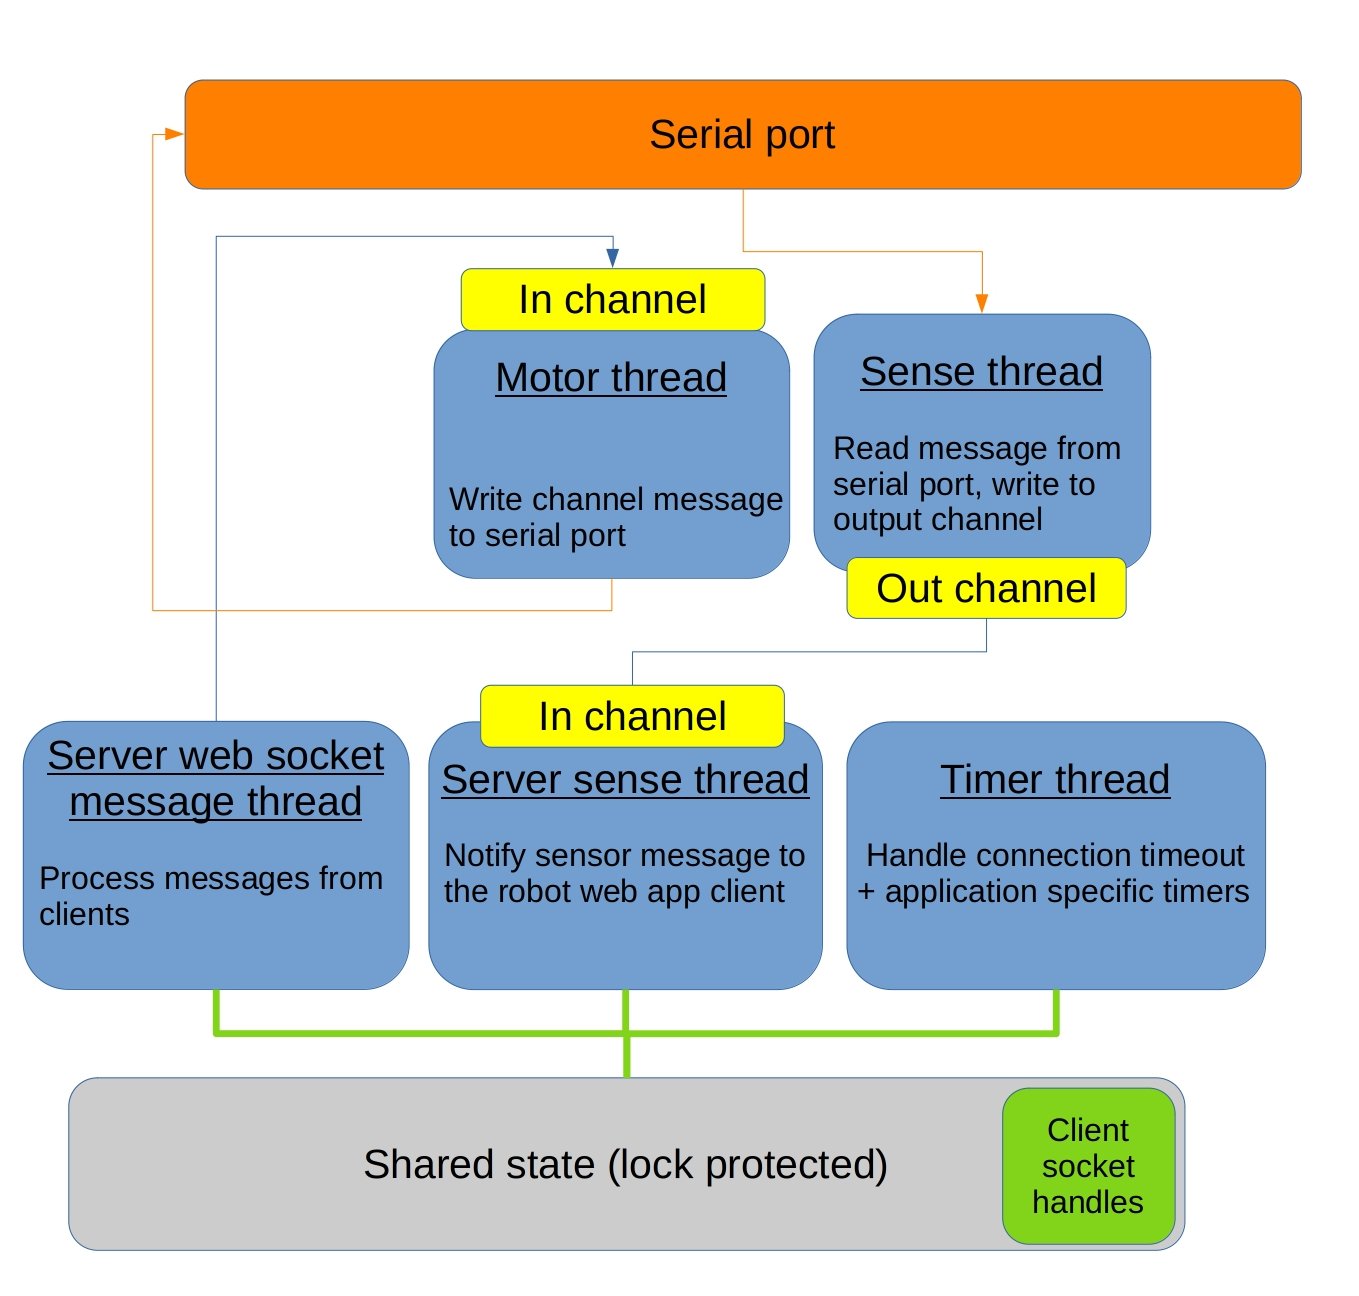 Serial port
In channel
Motor thread
Write channel message
to serial port
Sense thread
Read message from
serial port, write to
output channel
Out channel
Server web socket
message thread
Process messages from
clients
In channel
Server sense thread
Notify sensor message to
the robot web app client
Timer thread
Handle connection timeout
+ application specific timers
Shared state (lock protected)
Client
socket
handles